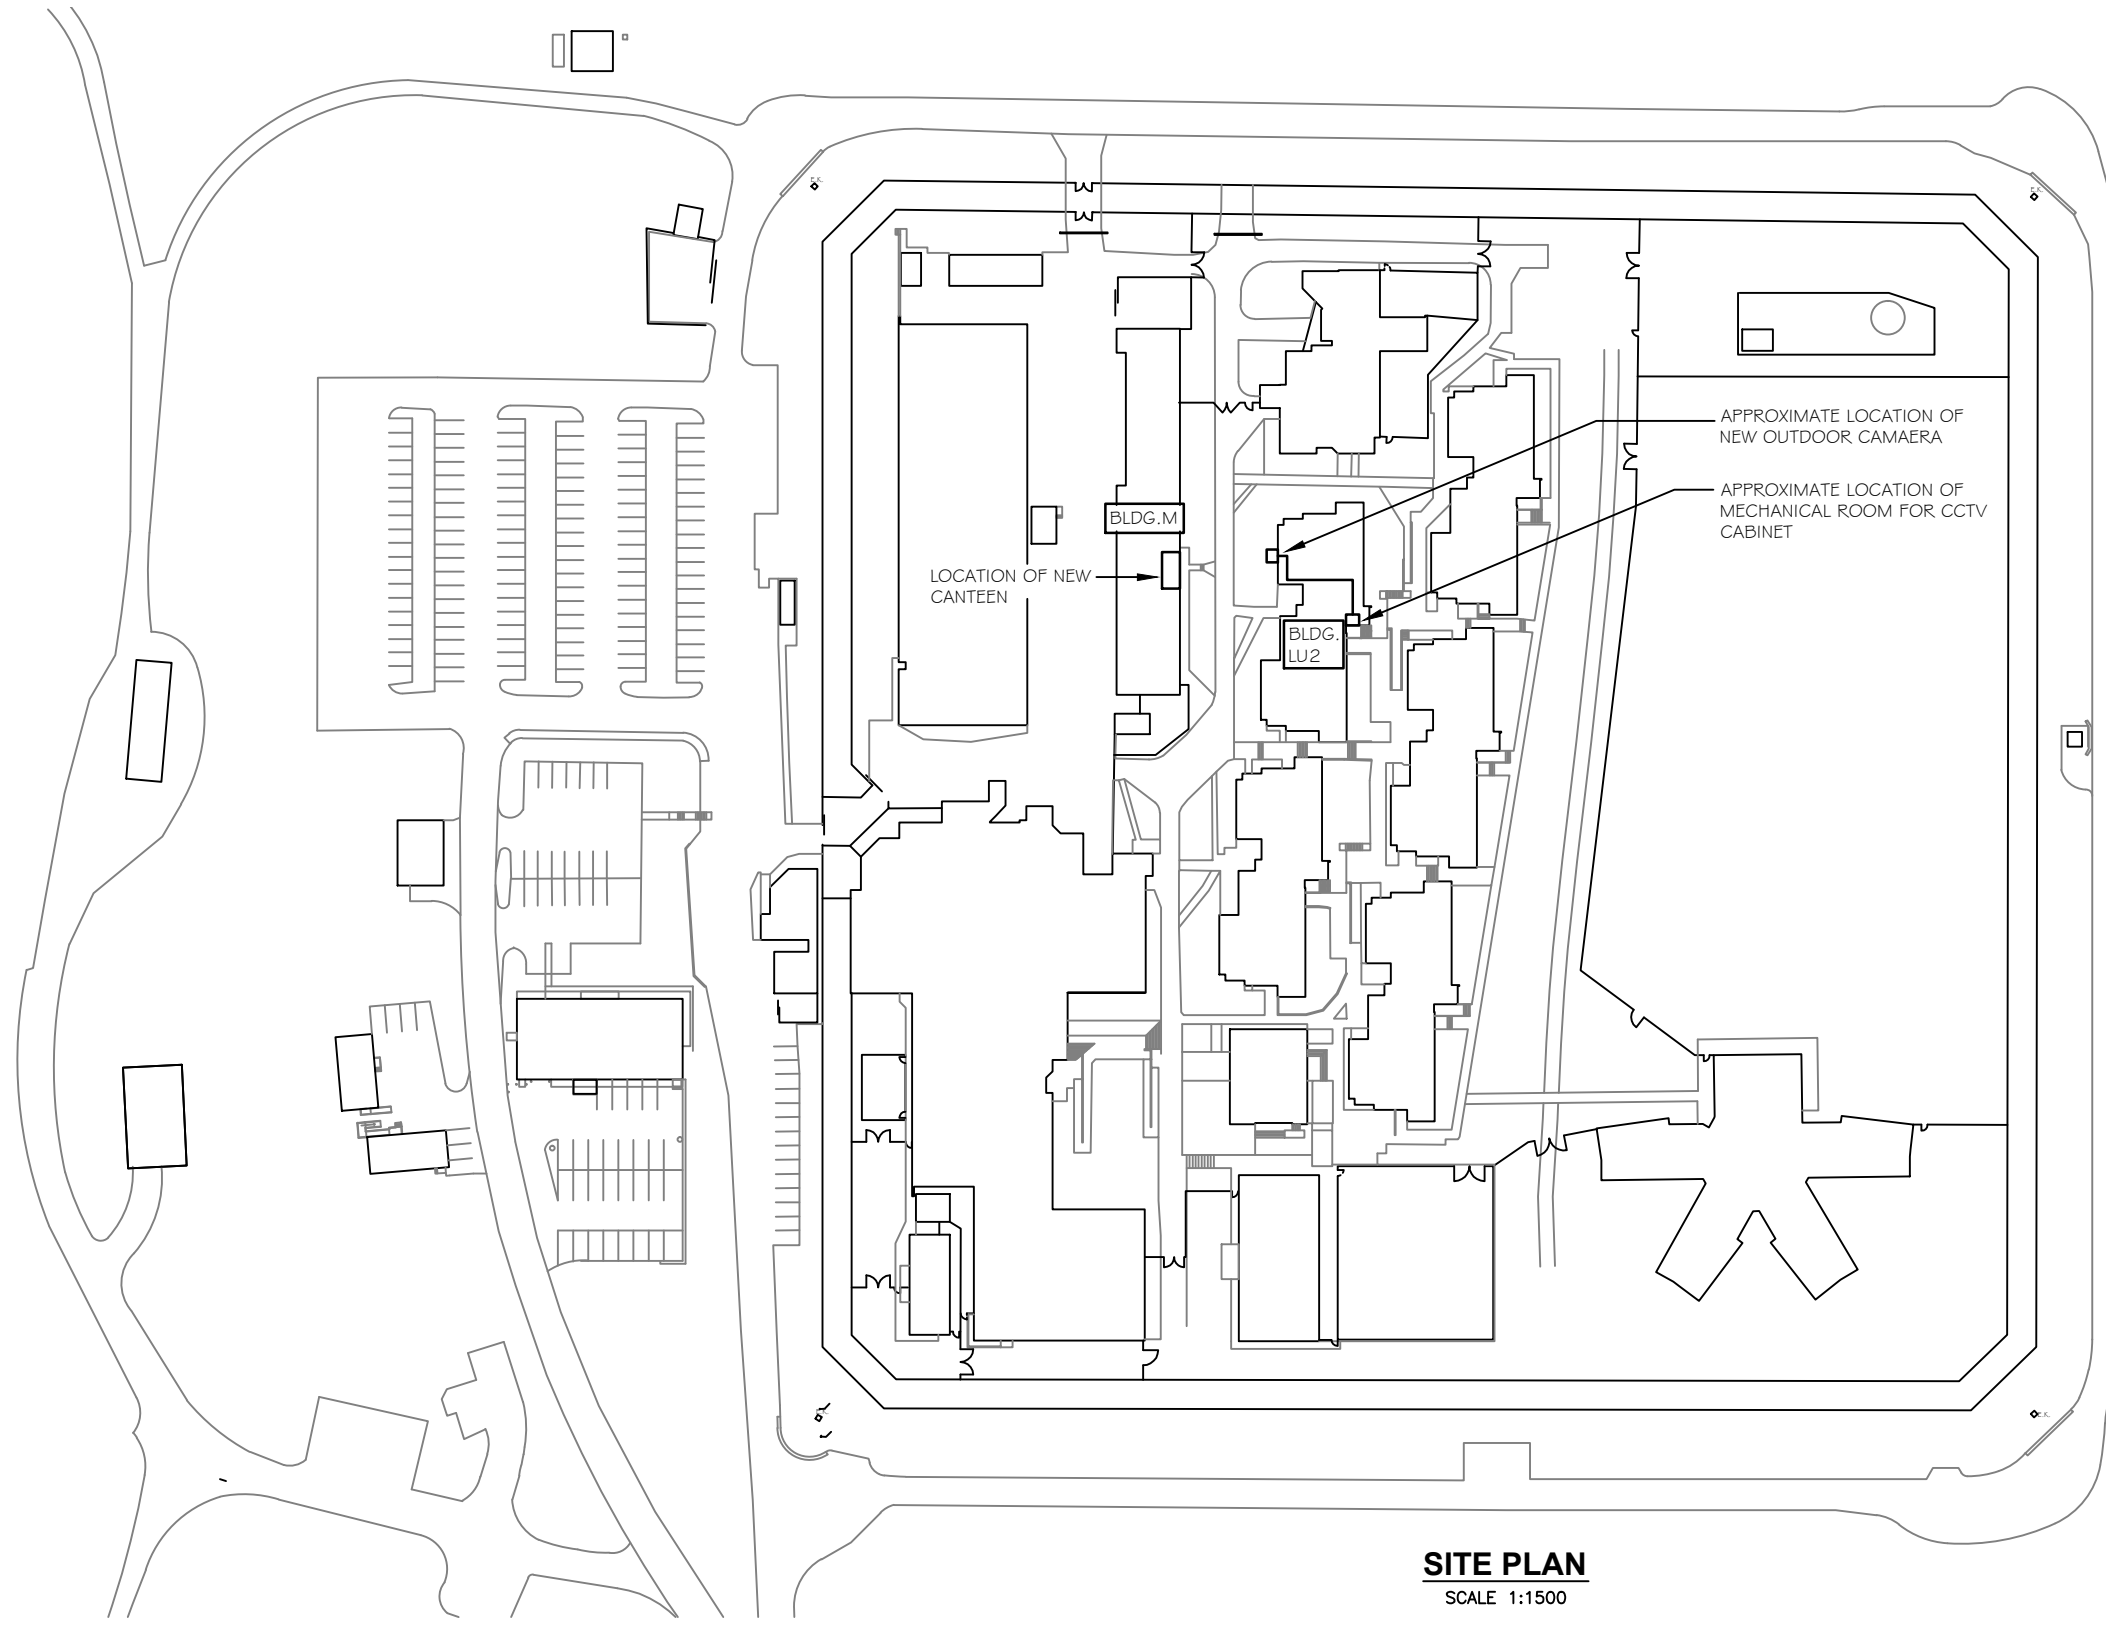 E.K.
E.K.
APPROXIMATE LOCATION OF
NEW OUTDOOR CAMAERA
APPROXIMATE LOCATION OF
MECHANICAL ROOM FOR CCTV
CABINET
BLDG.M
LOCATION OF NEW
CANTEEN
BLDG.
LU2
E.K.
E.K.
SITE PLAN
SCALE 1:1500